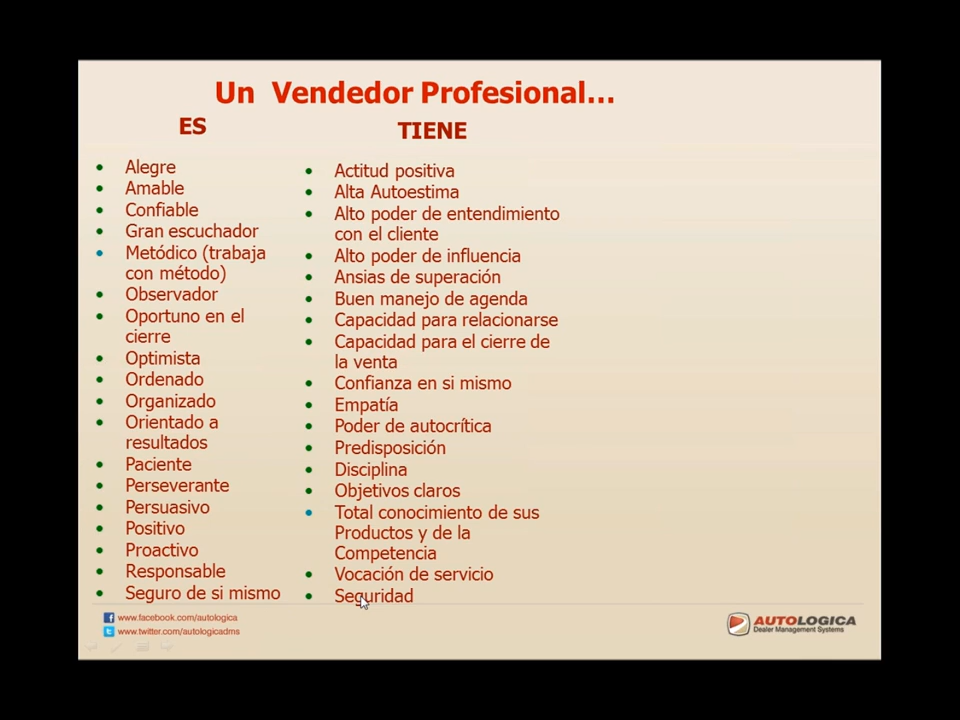 Un Vendedor Profesional...
ES
Alegre
Amable
Confiable
Gran escuchador
Metódico (trabaja
con método)
Observador
Oportuno en el
cierre
Optimista
Ordenado
Organizado
Orientado a
resultados
Paciente
Perseverante
Persuasivo
Positivo
Proactivo
Responsable
Seguro de si mismo
TIENE
Actitud positiva
Alta Autoestima
Alto poder de entendimiento
con el cliente
Alto poder de influencia
Ansias de superación
Buen manejo de agenda
Capacidad para relacionarse
Capacidad para el cierre de
la venta
Confianza en si mismo
Empatía
Poder de autocrítica
Predisposición
Disciplina
Objetivos claros
Total conocimiento de sus
Productos y de la
Competencia
Vocación de servicio
Seguridad
www.facebook.com/autologica
www.twitter.com/autologicadms
AUTOLOGICA
Dealer Management Systems